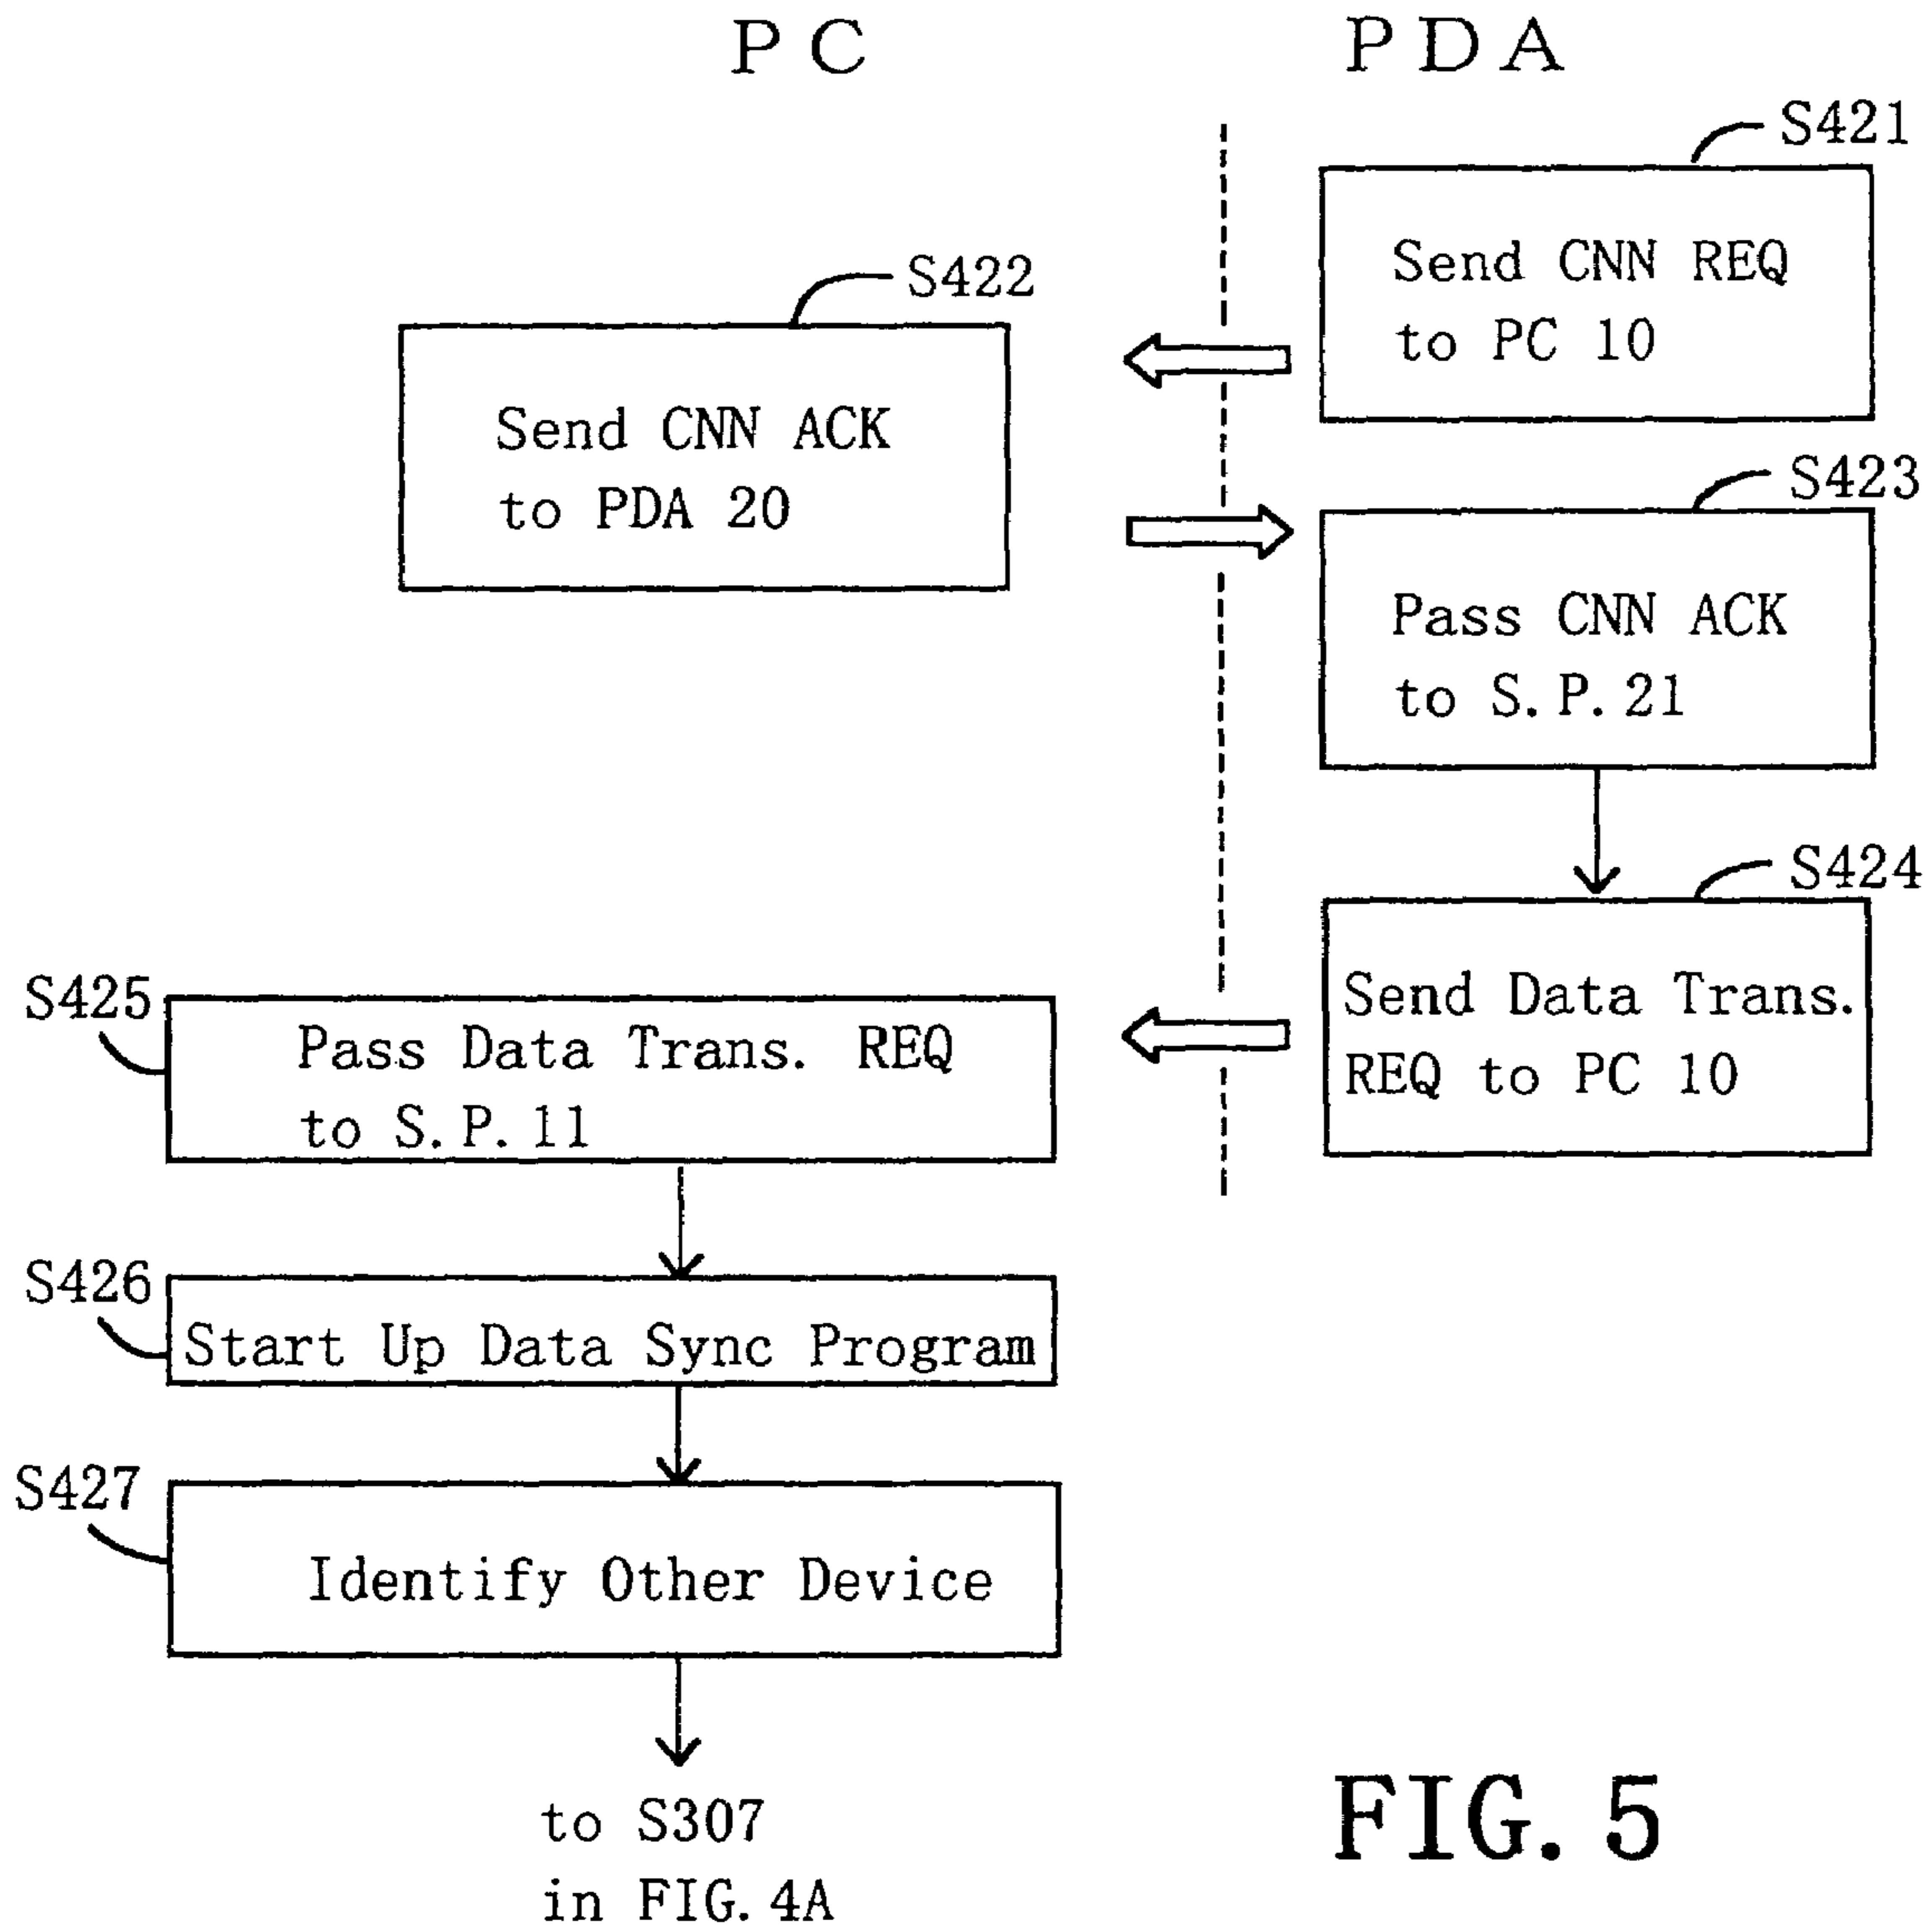 PC
PDA
S421
Send CNN REQ
to PC 10
S422
Send CNN ACK
to PDA 20
S423
Pass CNN ACK
to S.P.21
S424
Send Data Trans.
REQ to PC 10
S425
Pass Data Trans. REQ
to S.P.11
S426
Start Up Data Sync Program
S427
Identify Other Device
to S307
in FIG.4A
FIG.5